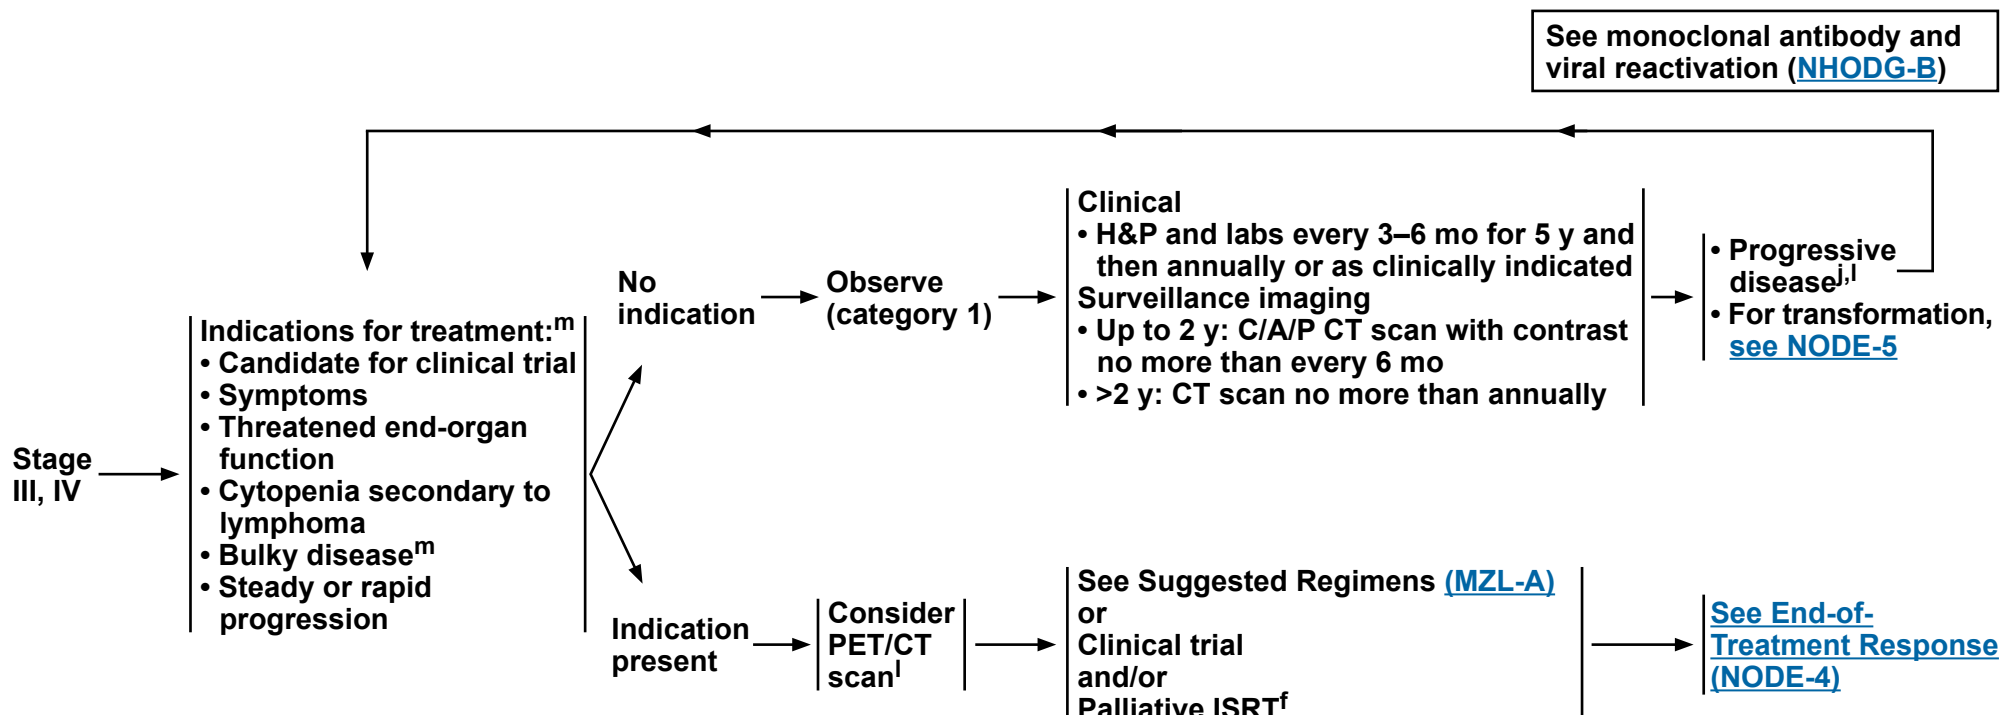 See monoclonal antibody and
viral reactivation (NHODG-B)
Stage
III, IV
Indications for treatment:m
• Candidate for clinical trial
• Symptoms
• Threatened end-organ
function
• Cytopenia secondary to
lymphoma
• Bulky diseasem
• Steady or rapid
progression
No
indication
Observe
(category 1)
Clinical
• H&P and labs every 3–6 mo for 5 y and
then annually or as clinically indicated
Surveillance imaging
• Up to 2 y: C/A/P CT scan with contrast
no more than every 6 mo
• >2 y: CT scan no more than annually
• Progressive
diseasej,l
• For transformation,
see NODE-5
Indication
present
Consider
PET/CT
scanl
See Suggested Regimens (MZL-A)
or
Clinical trial
and/or
Palliative ISRTf
See End-of-
Treatment Response
(NODE-4)